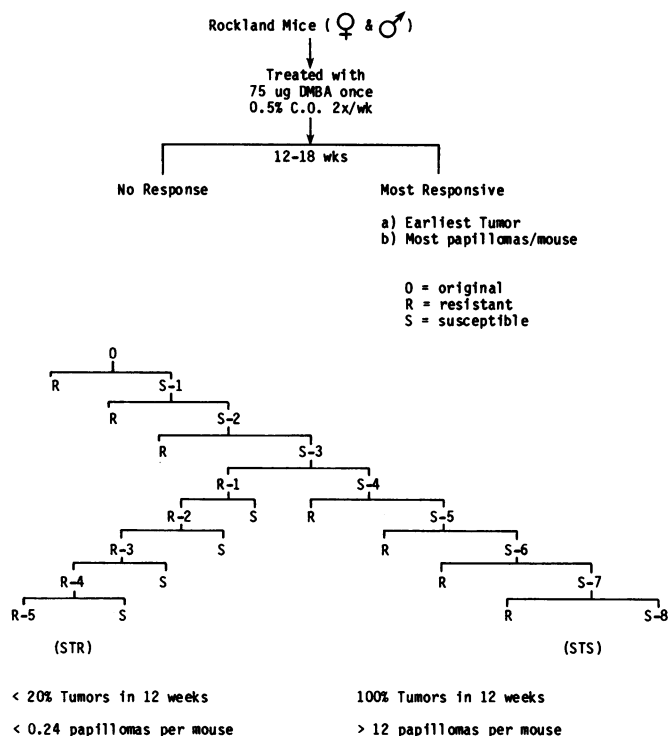 Rockland Mice ( ♀ & ♂ )
Treated with
75 ug DMBA once
0.5% C.O. 2x/wk
12-18 wks
No Response
Most Responsive
a) Earliest Tumor
b) Most papillomas/mouse
O = original
R = resistant
S = susceptible
O
R S-1
R S-2
R S-3
R-1 S-4
R-2 S R S-5
R-3 S R S-6
R-4 S R S-7
R-5 S R S-8
(STR) (STS)
< 20% Tumors in 12 weeks
100% Tumors in 12 weeks
< 0.24 papillomas per mouse
> 12 papillomas per mouse